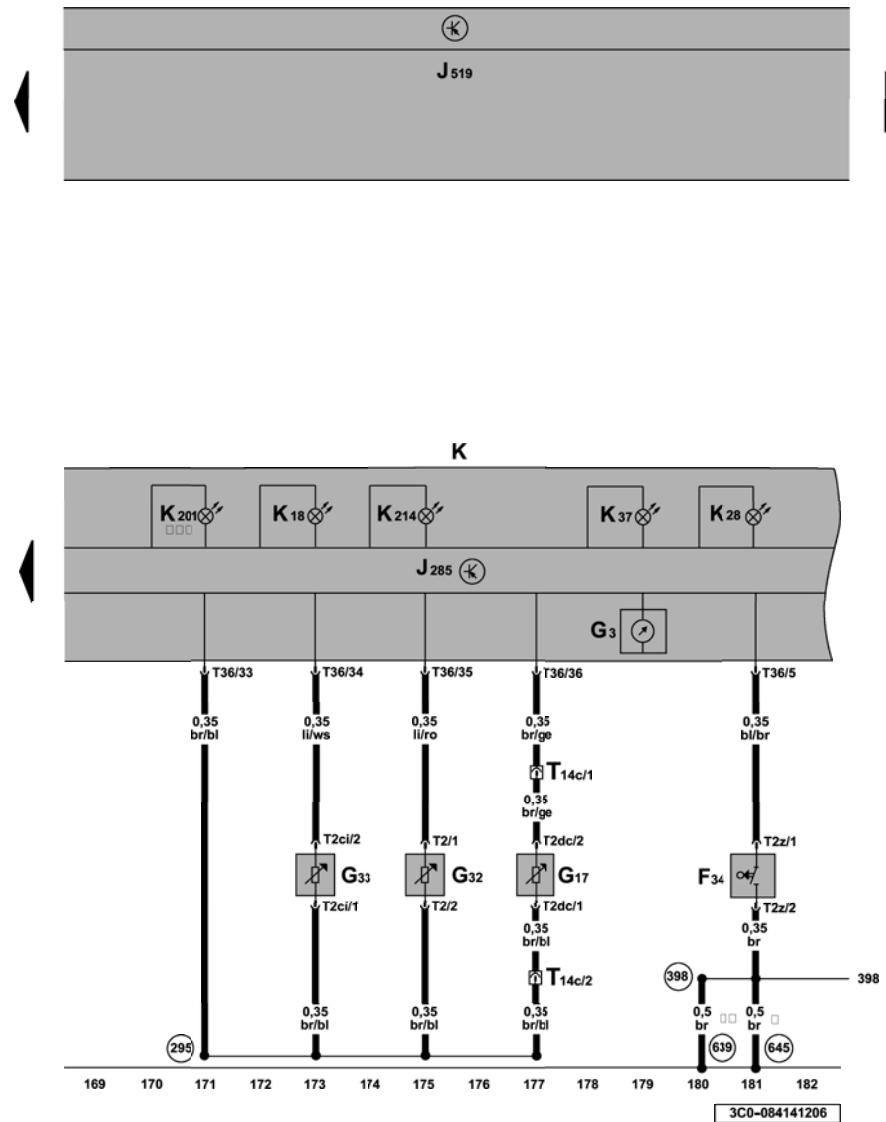 J519
K
K201 K18 K214 K37 K28
□□□
J285
G3
T36/33 T36/34 T36/35 T36/36 T36/5
0,35 0,35 0,35 0,35 0,35
br/bl li/ws li/ro br/ge bl/br
T14c/1
0,35
br/ge
T2ci/2 T2/1 T2dc/2 T2z/1
G33 G32 G17 F34
T2ci/1 T2/2 T2dc/1 T2z/2
0,35 0,35
br/bl br
T14c/2 398 398
0,35 0,35 0,35 0,5 □□ 0,5 □
br/bl br/bl br/bl br br
295 639 645
169 170 171 172 173 174 175 176 177 178 179 180 181 182
3C0-084141206